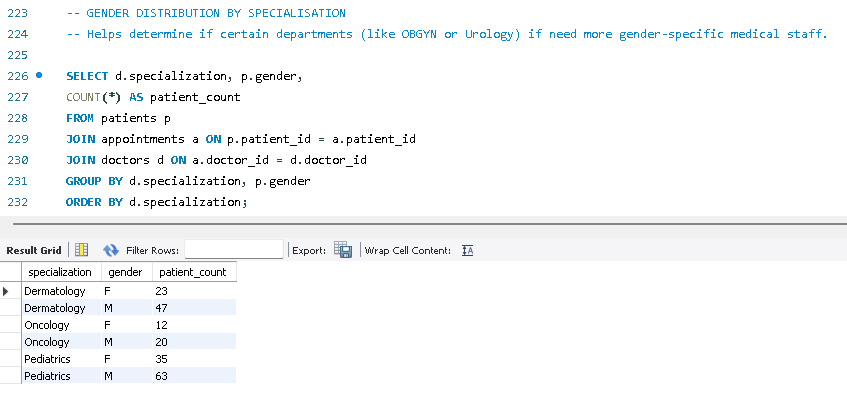 223 -- GENDER DISTRIBUTION BY SPECIALISATION
224 -- Helps determine if certain departments (like OBGYN or Urology) if need more gender-specific medical staff.
225
226 SELECT d.specialization, p.gender,
227 COUNT(*) AS patient_count
228 FROM patients p
229 JOIN appointments a ON p.patient_id = a.patient_id
230 JOIN doctors d ON a.doctor_id = d.doctor_id
231 GROUP BY d.specialization, p.gender
232 ORDER BY d.specialization;
Result Grid Filter Rows: Export: Wrap Cell Content: IA
specialization gender patient_count
Dermatology F 23
Dermatology M 47
Oncology F 12
Oncology M 20
Pediatrics F 35
Pediatrics M 63